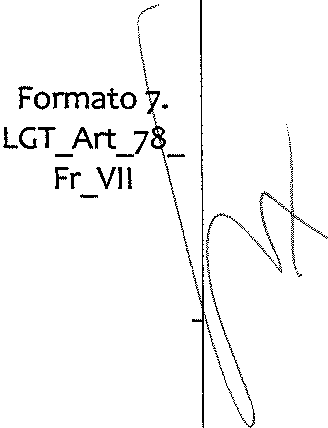 Formato 7.
LGT_Art_78_
Fr_VII